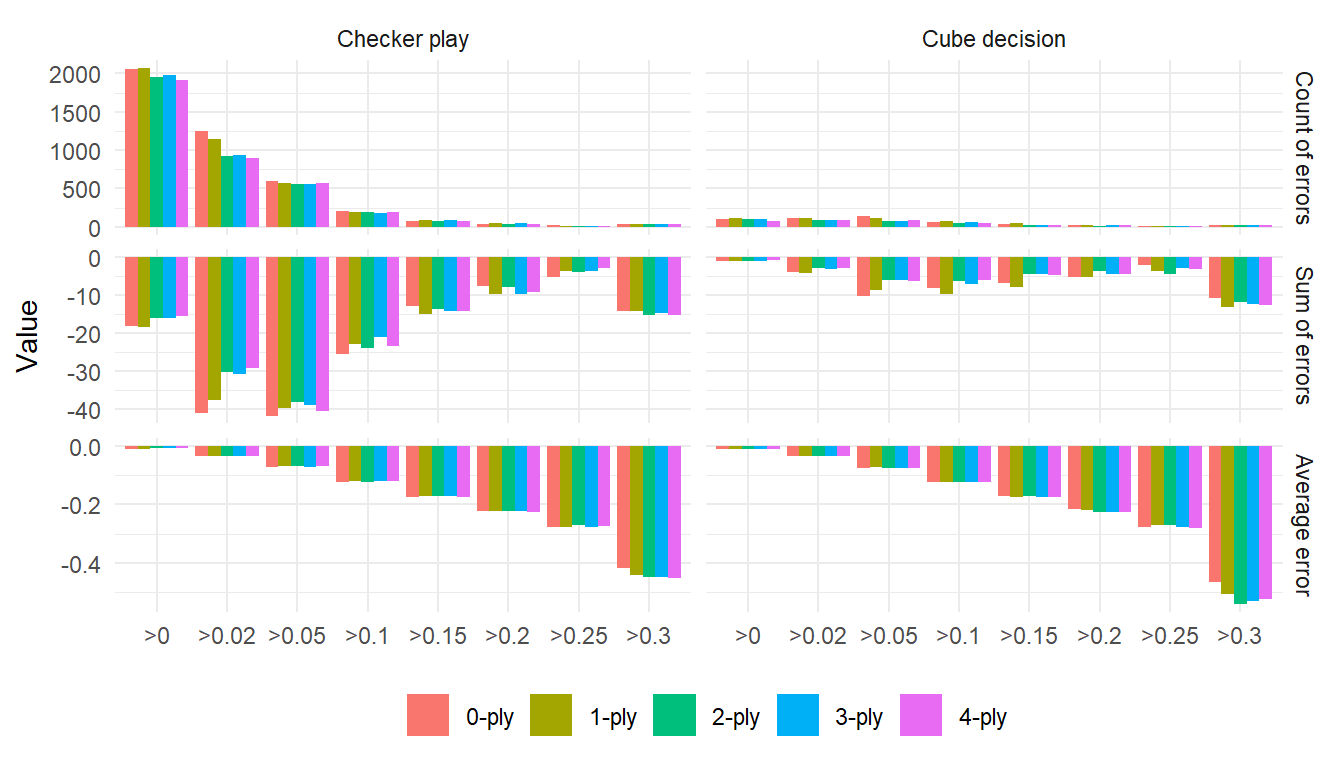 Checker play Cube decision
2000
1500
1000
500
0
Count of errors
0
-10
-20
-30
-40
Sum of errors
Value
0.0
-0.2
-0.4
Average error
>0 >0.02 >0.05 >0.1 >0.15 >0.2 >0.25 >0.3 >0 >0.02 >0.05 >0.1 >0.15 >0.2 >0.25 >0.3
0-ply 1-ply 2-ply 3-ply 4-ply